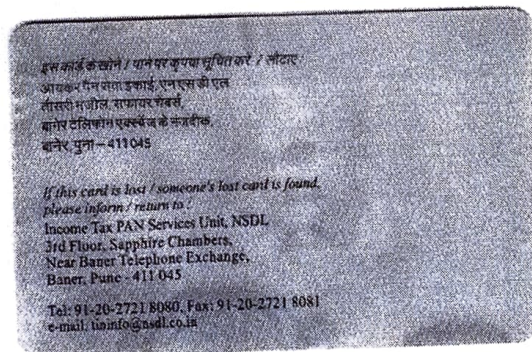 इस कार्ड के खोने / पाने पर कृपया सूचित करें / लौटाए :
आयकर पैन सेवा इकाई, एन एस डी एल
तीसरी मंजील, सफायर चेंबर्स,
बानेर टेलिफोन एक्स्चेंज के नजदीक,
बानेर, पुना – 411045
If this card is lost / someone's lost card is found,
please inform / return to :
Income Tax PAN Services Unit, NSDL
3rd Floor, Sapphire Chambers,
Near Baner Telephone Exchange,
Baner, Pune - 411 045
Tel: 91-20-2721 8080, Fax: 91-20-2721 8081
e-mail: tininfo@nsdl.co.in